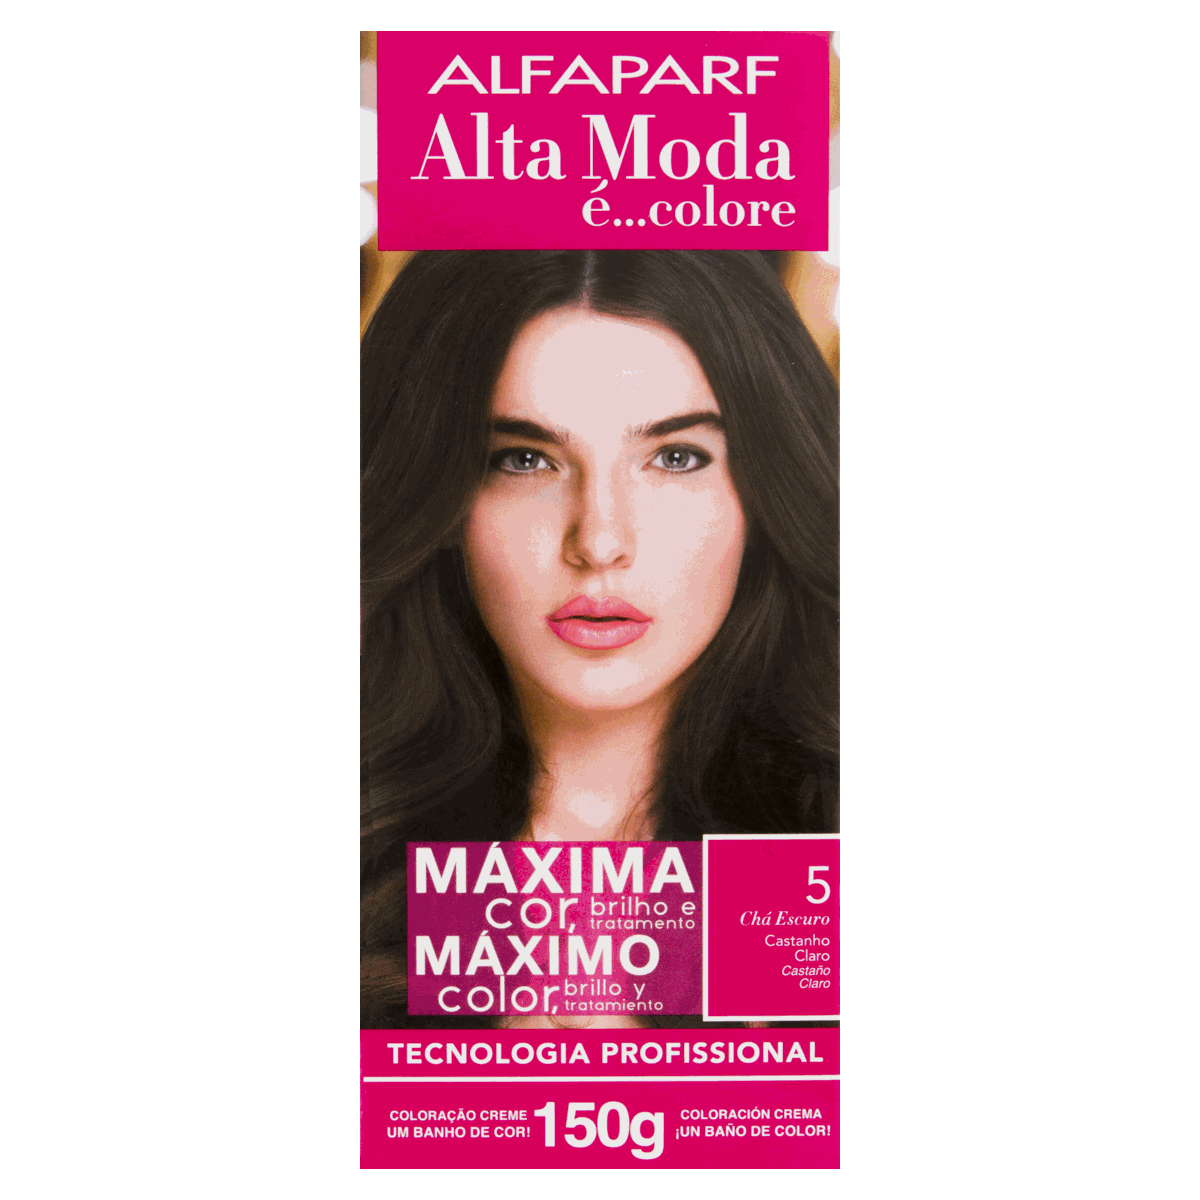 ALFAPARF
Alta Moda
é...colore
MÁXIMA
cor, brilho e
tratamento
MÁXIMO
color, brillo y
tratamiento
5
Chá Escuro
Castanho
Claro
Castaño
Claro
TECNOLOGIA PROFISSIONAL
COLORAÇÃO CREME
UM BANHO DE COR!
150g
COLORACIÓN CREMA
¡UN BAÑO DE COLOR!